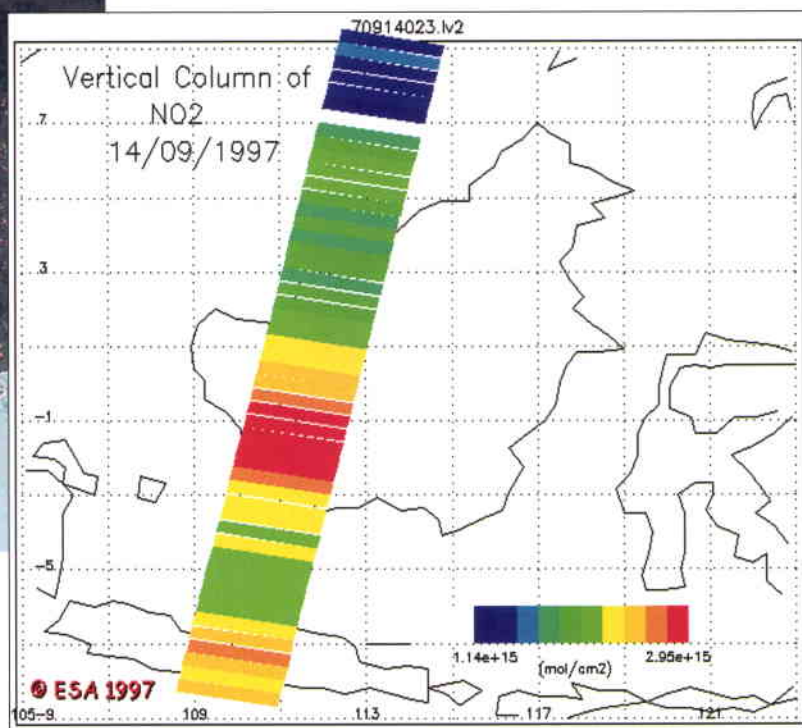 70914023.lv2
Vertical Column of
NO2
14/09/1997
7.
3.
-1
-5.
1.14e+15 2.95e+15
(mol/cm2)
© ESA 1997
105-9. 109. 113. 117. 121.